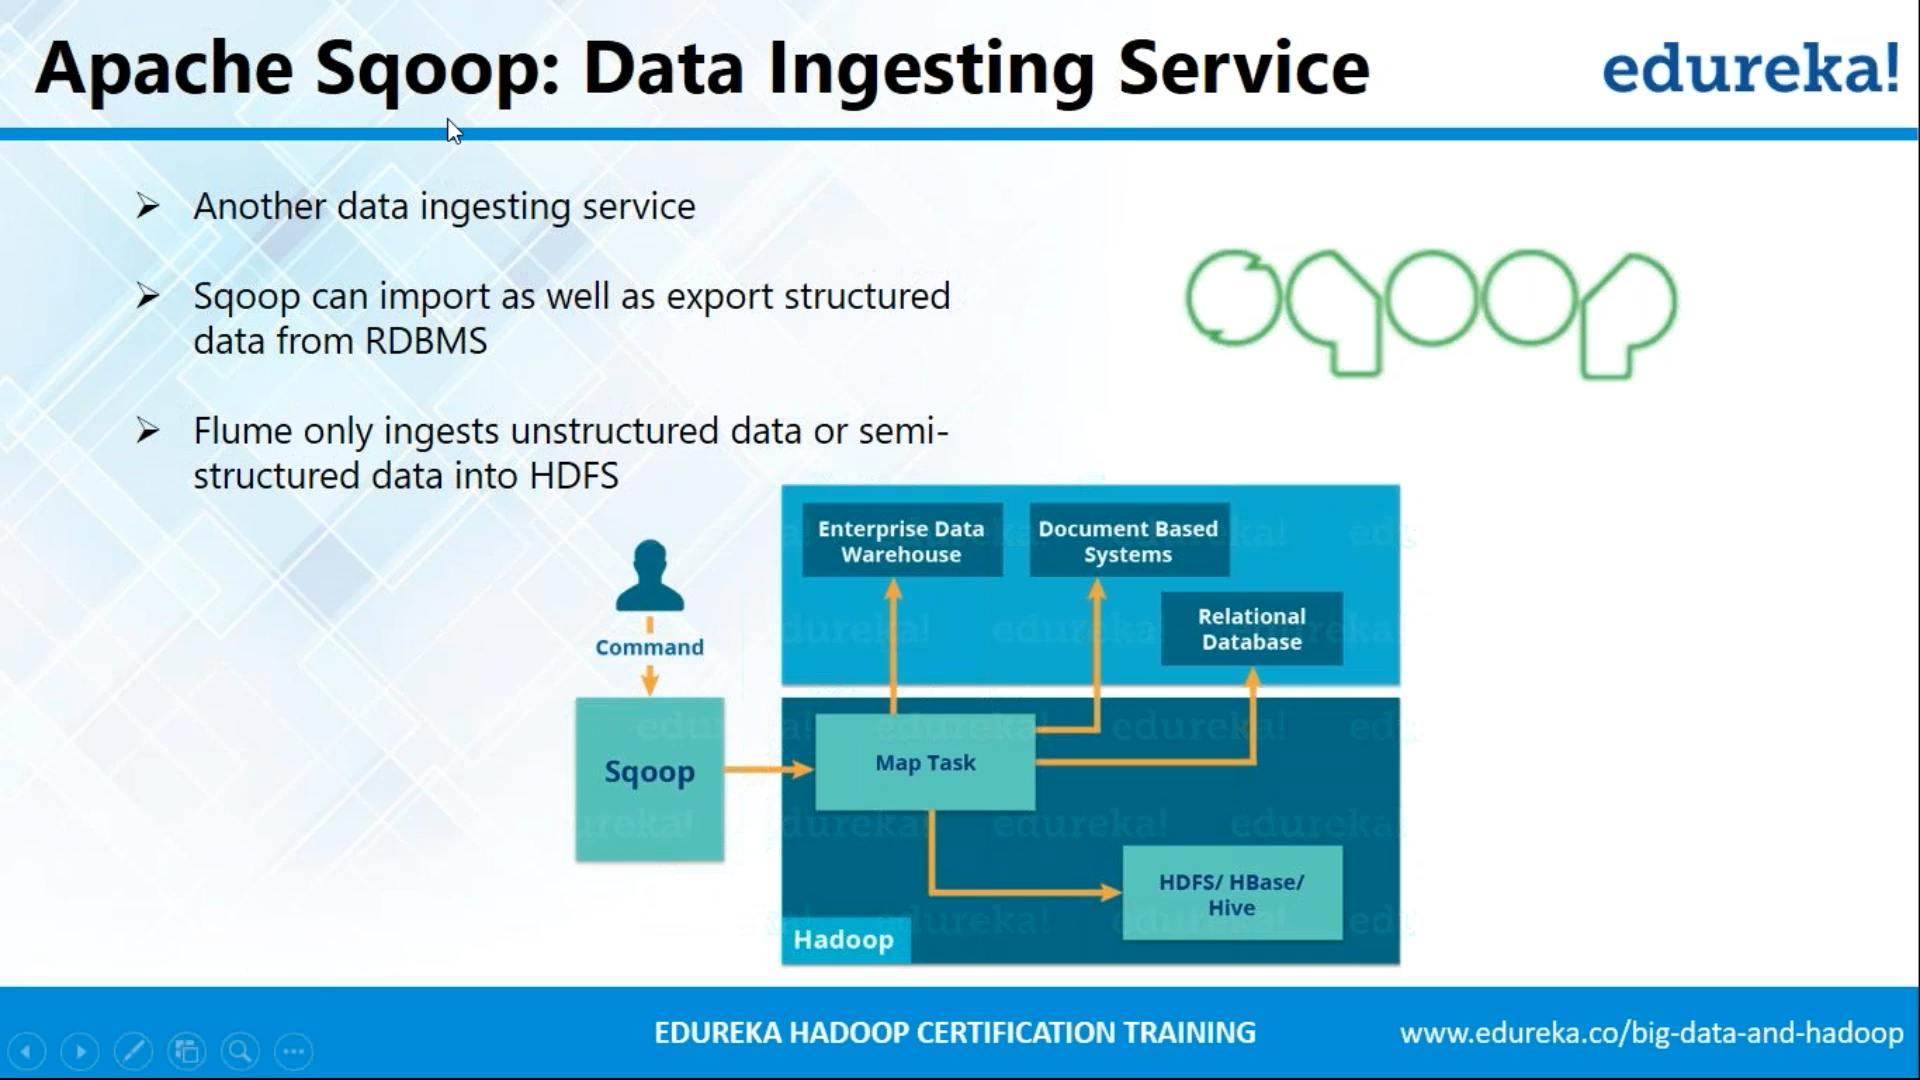 Apache Sqoop: Data Ingesting Service
edureka!
Another data ingesting service
Sqoop can import as well as export structured
data from RDBMS
sqoop
Flume only ingests unstructured data or semi-
structured data into HDFS
Enterprise Data
Warehouse
Document Based
Systems
Relational
Database
Command
Sqoop
Map Task
HDFS/ HBase/
Hive
Hadoop
EDUREKA HADOOP CERTIFICATION TRAINING
www.edureka.co/big-data-and-hadoop